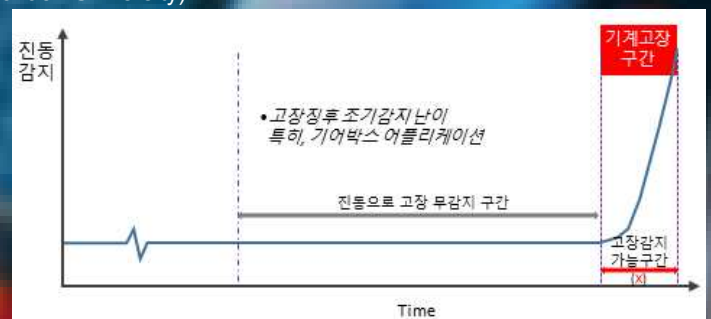 진동
감지
기계고장
구간
•고장징후 조기감지 난이
특히, 기어박스 어플리케이션
진동으로 고장 무감지 구간
고장감지
가능구간
(X)
Time